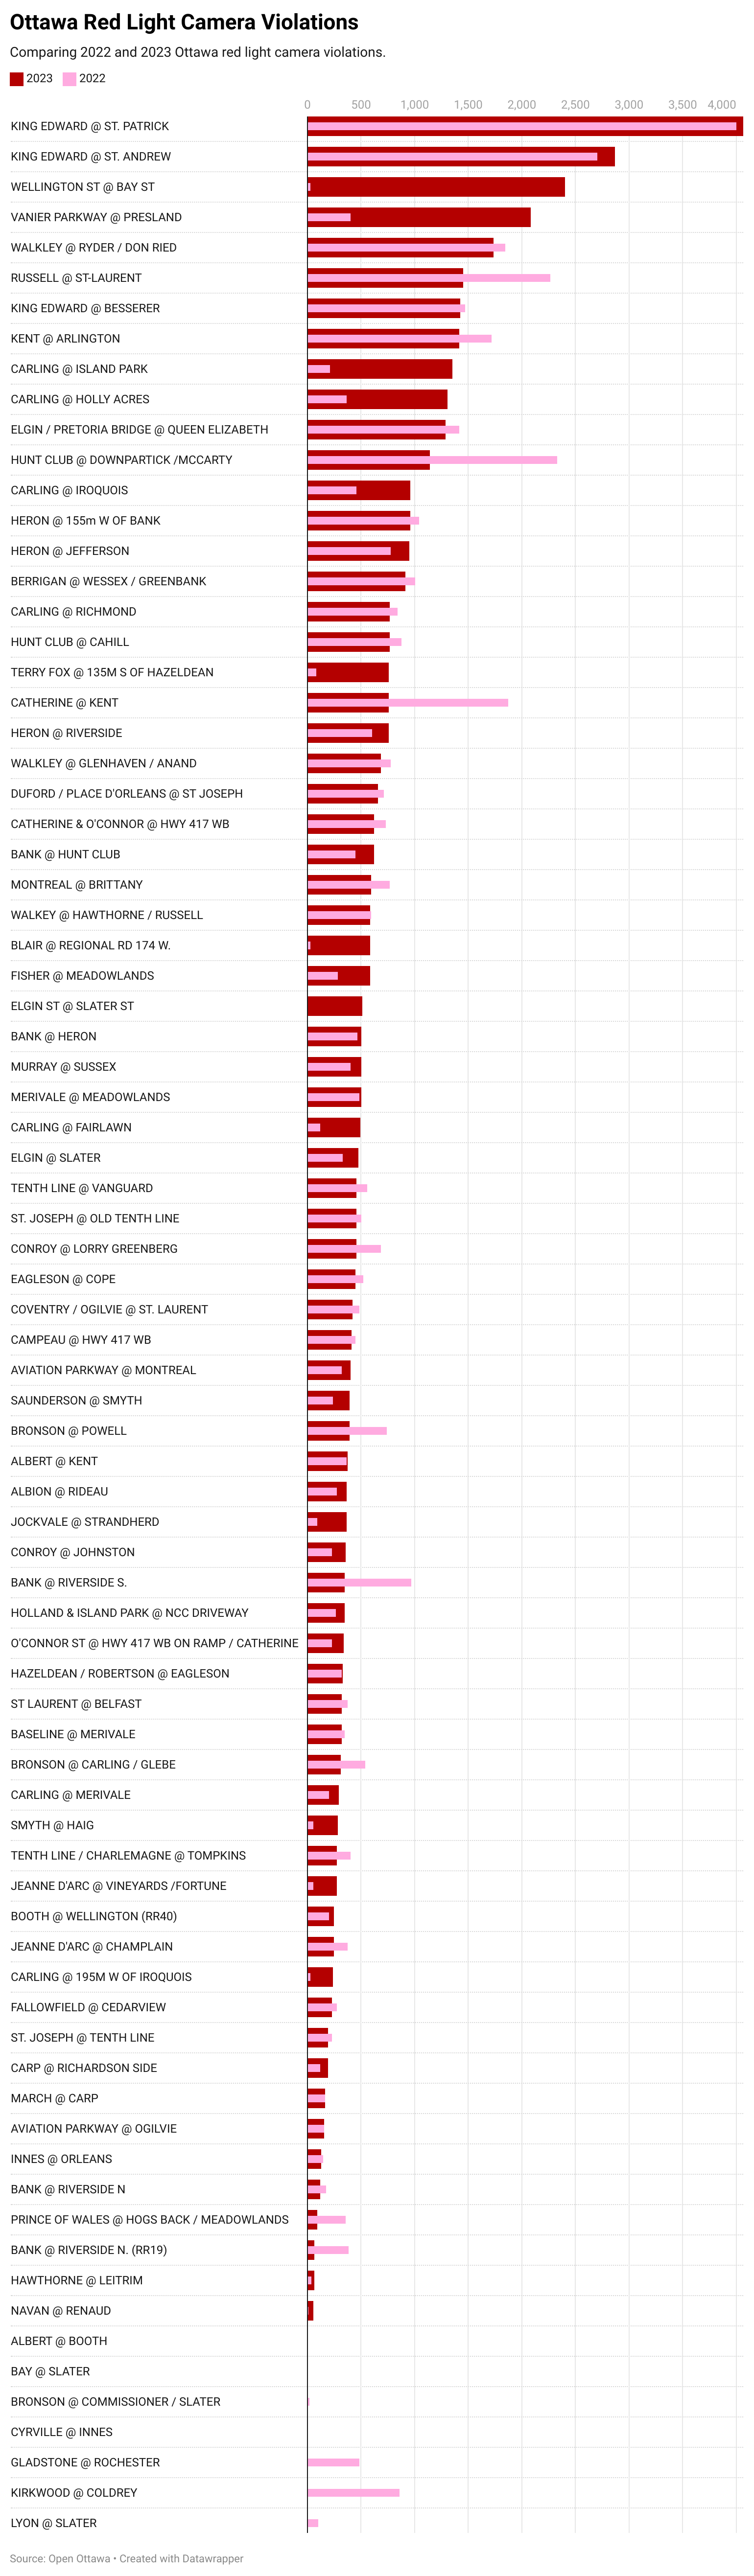 Ottawa Red Light Camera Violations
Comparing 2022 and 2023 Ottawa red light camera violations.
2023 2022
0 500 1,000 1,500 2,000 2,500 3,000 3,500 4,000
KING EDWARD @ ST. PATRICK
KING EDWARD @ ST. ANDREW
WELLINGTON ST @ BAY ST
VANIER PARKWAY @ PRESLAND
WALKLEY @ RYDER / DON RIED
RUSSELL @ ST-LAURENT
KING EDWARD @ BESSERER
KENT @ ARLINGTON
CARLING @ ISLAND PARK
CARLING @ HOLLY ACRES
ELGIN / PRETORIA BRIDGE @ QUEEN ELIZABETH
HUNT CLUB @ DOWNPARTICK /MCCARTY
CARLING @ IROQUOIS
HERON @ 155m W OF BANK
HERON @ JEFFERSON
BERRIGAN @ WESSEX / GREENBANK
CARLING @ RICHMOND
HUNT CLUB @ CAHILL
TERRY FOX @ 135M S OF HAZELDEAN
CATHERINE @ KENT
HERON @ RIVERSIDE
WALKLEY @ GLENHAVEN / ANAND
DUFORD / PLACE D'ORLEANS @ ST JOSEPH
CATHERINE & O'CONNOR @ HWY 417 WB
BANK @ HUNT CLUB
MONTREAL @ BRITTANY
WALKEY @ HAWTHORNE / RUSSELL
BLAIR @ REGIONAL RD 174 W.
FISHER @ MEADOWLANDS
ELGIN ST @ SLATER ST
BANK @ HERON
MURRAY @ SUSSEX
MERIVALE @ MEADOWLANDS
CARLING @ FAIRLAWN
ELGIN @ SLATER
TENTH LINE @ VANGUARD
ST. JOSEPH @ OLD TENTH LINE
CONROY @ LORRY GREENBERG
EAGLESON @ COPE
COVENTRY / OGILVIE @ ST. LAURENT
CAMPEAU @ HWY 417 WB
AVIATION PARKWAY @ MONTREAL
SAUNDERSON @ SMYTH
BRONSON @ POWELL
ALBERT @ KENT
ALBION @ RIDEAU
JOCKVALE @ STRANDHERD
CONROY @ JOHNSTON
BANK @ RIVERSIDE S.
HOLLAND & ISLAND PARK @ NCC DRIVEWAY
O'CONNOR ST @ HWY 417 WB ON RAMP / CATHERINE
HAZELDEAN / ROBERTSON @ EAGLESON
ST LAURENT @ BELFAST
BASELINE @ MERIVALE
BRONSON @ CARLING / GLEBE
CARLING @ MERIVALE
SMYTH @ HAIG
TENTH LINE / CHARLEMAGNE @ TOMPKINS
JEANNE D'ARC @ VINEYARDS /FORTUNE
BOOTH @ WELLINGTON (RR40)
JEANNE D'ARC @ CHAMPLAIN
CARLING @ 195M W OF IROQUOIS
FALLOWFIELD @ CEDARVIEW
ST. JOSEPH @ TENTH LINE
CARP @ RICHARDSON SIDE
MARCH @ CARP
AVIATION PARKWAY @ OGILVIE
INNES @ ORLEANS
BANK @ RIVERSIDE N
PRINCE OF WALES @ HOGS BACK / MEADOWLANDS
BANK @ RIVERSIDE N. (RR19)
HAWTHORNE @ LEITRIM
NAVAN @ RENAUD
ALBERT @ BOOTH
BAY @ SLATER
BRONSON @ COMMISSIONER / SLATER
CYRVILLE @ INNES
GLADSTONE @ ROCHESTER
KIRKWOOD @ COLDREY
LYON @ SLATER
Source: Open Ottawa • Created with Datawrapper